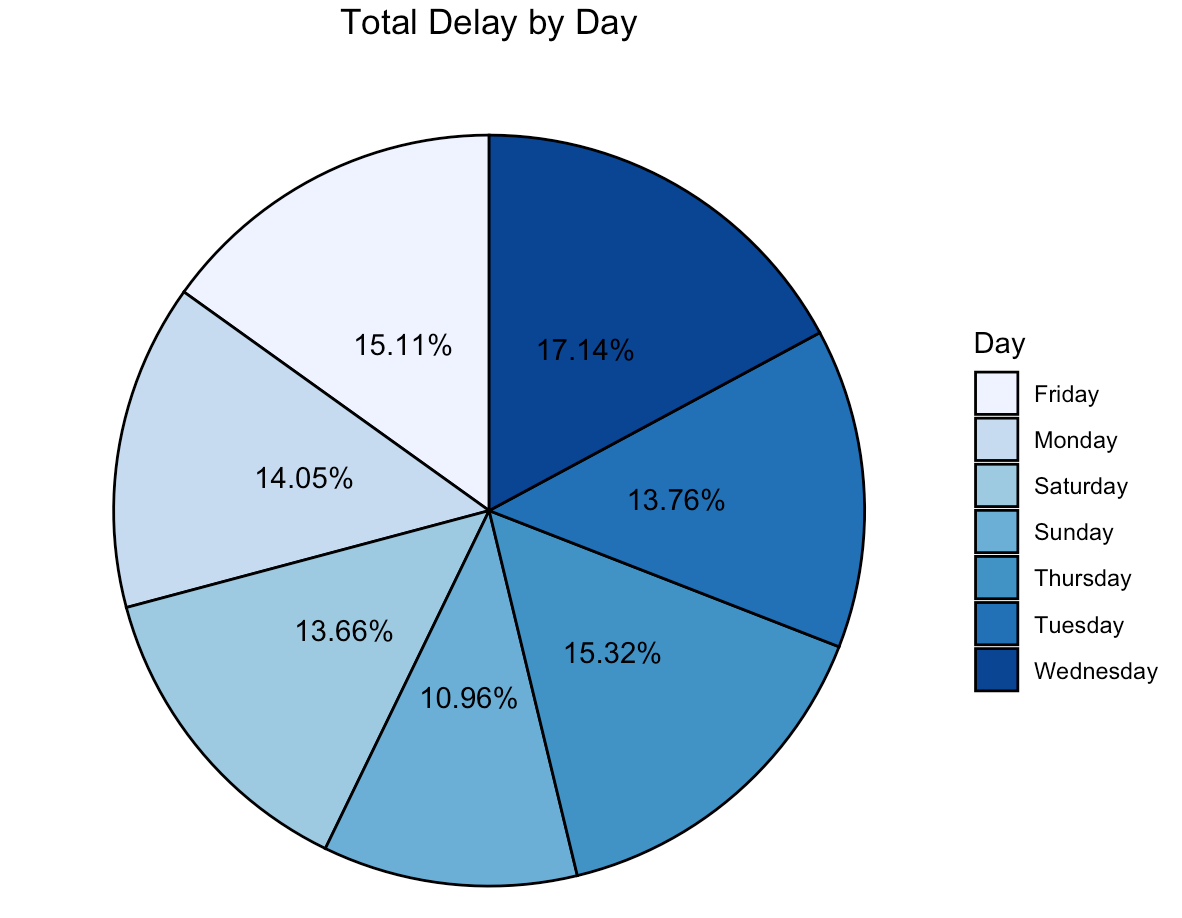 Total Delay by Day
15.11%
17.14%
14.05%
13.76%
13.66%
15.32%
10.96%
Day
Friday
Monday
Saturday
Sunday
Thursday
Tuesday
Wednesday